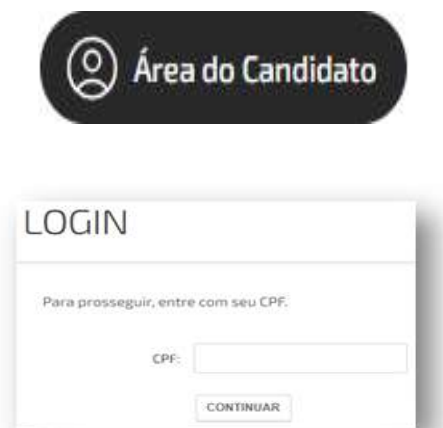 Área do Candidato
LOGIN
Para prosseguir, entre com seu CPF.
CPF:
CONTINUAR